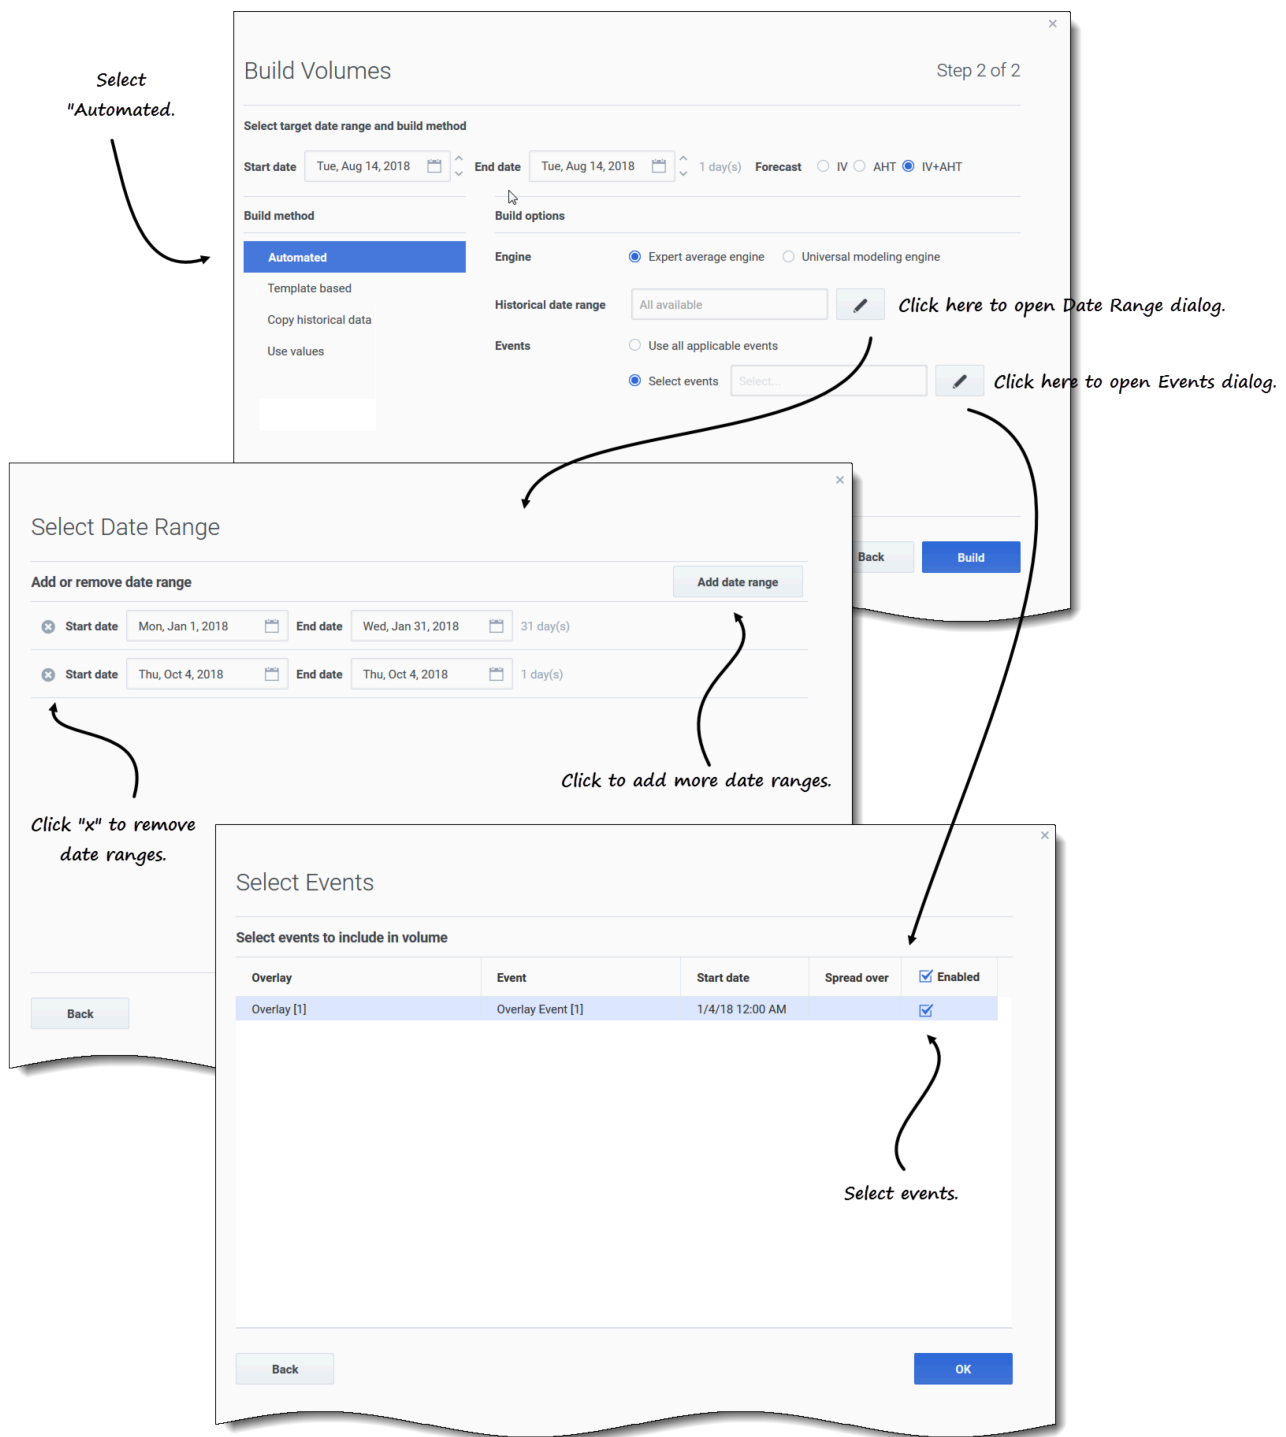 Build Volumes
Step 2 of 2
Select
"Automated.
Select target date range and build method
Start date Tue, Aug 14, 2018 End date Tue, Aug 14, 2018 1 day(s) Forecast IV AHT IV+AHT
Build method
Build options
Automated
Template based
Copy historical data
Use values
Engine Expert average engine Universal modeling engine
Historical date range All available
Click here to open Date Range dialog.
Events Use all applicable events
Select events Select...
Click here to open Events dialog.
Back Build
Select Date Range
Add or remove date range Add date range
Start date Mon, Jan 1, 2018 End date Wed, Jan 31, 2018 31 day(s)
Start date Thu, Oct 4, 2018 End date Thu, Oct 4, 2018 1 day(s)
Click to add more date ranges.
Click "x" to remove
date ranges.
Back
Select Events
Select events to include in volume
Overlay Event Start date Spread over Enabled
Overlay [1] Overlay Event [1] 1/4/18 12:00 AM
Select events.
Back OK